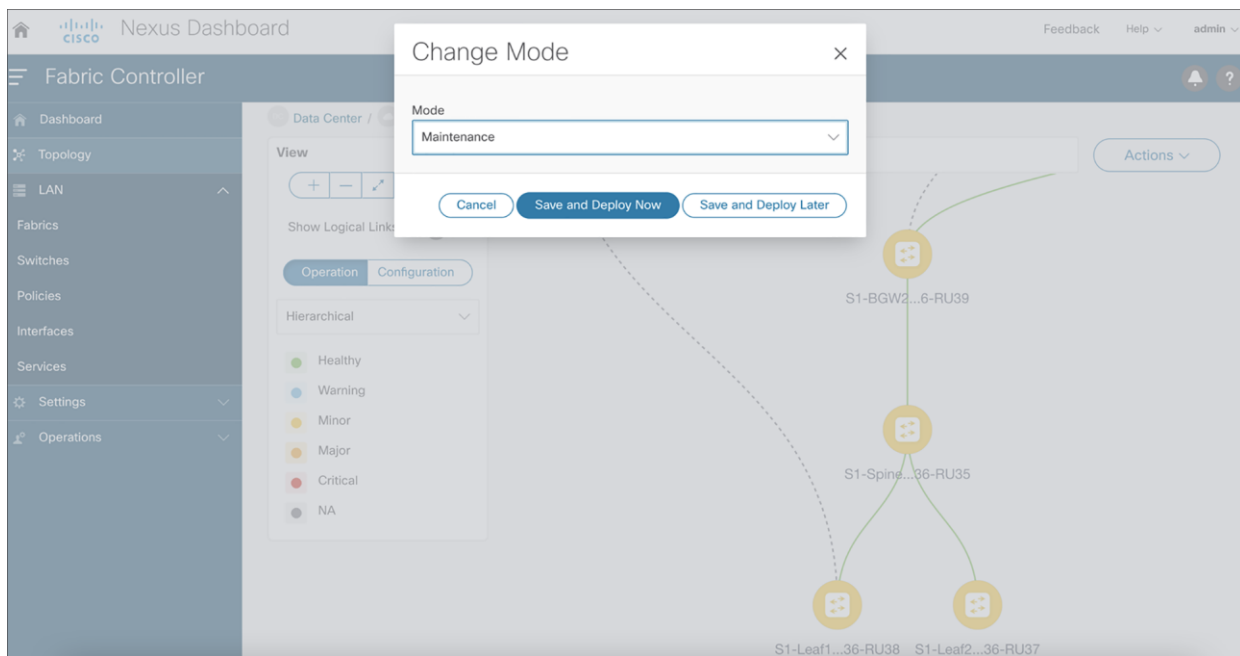 CISCO
Nexus Dashboard
Feedback
Help
admin
Fabric Controller
?
Dashboard
Topology
LAN
Fabrics
Switches
Policies
Interfaces
Services
Settings
Operations
Data Center /
Change Mode
Mode
Maintenance
Cancel
Save and Deploy Now
Save and Deploy Later
Actions
View
Show Logical Links
Operation
Configuration
Hierarchical
Healthy
Warning
Minor
Major
Critical
NA
S1-BGW2...6-RU39
S1-Spine...36-RU35
S1-Leaf1...36-RU38
S1-Leaf2...36-RU37